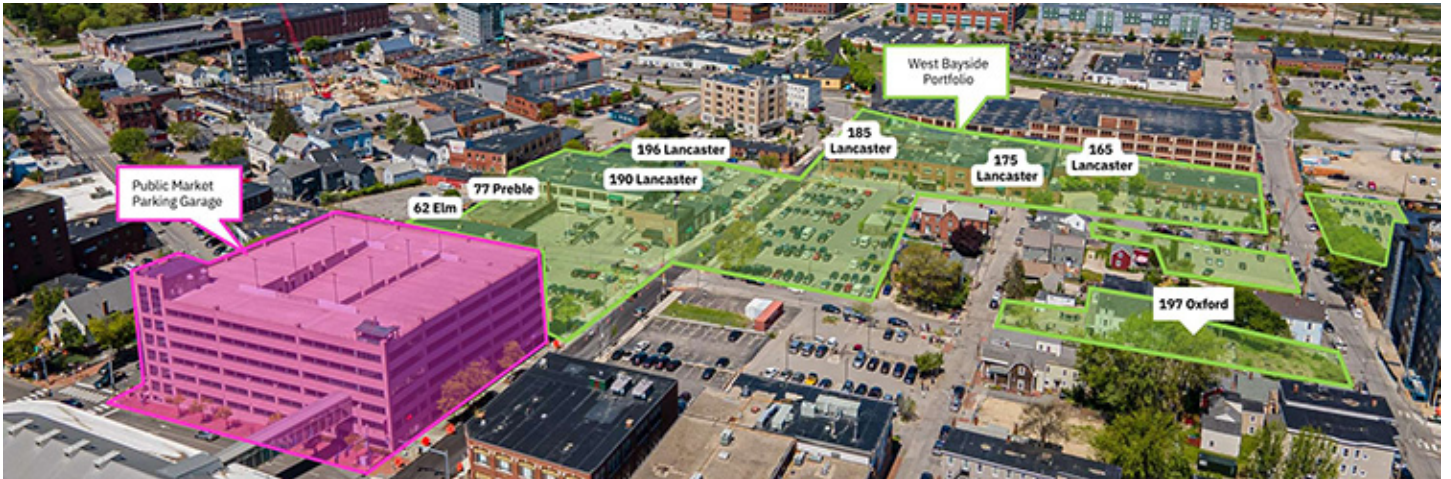 West Bayside
Portfolio
185
Lancaster
196 Lancaster
165
Lancaster
175
Lancaster
190 Lancaster
77 Preble
Public Market
Parking Garage
62 Elm
197 Oxford